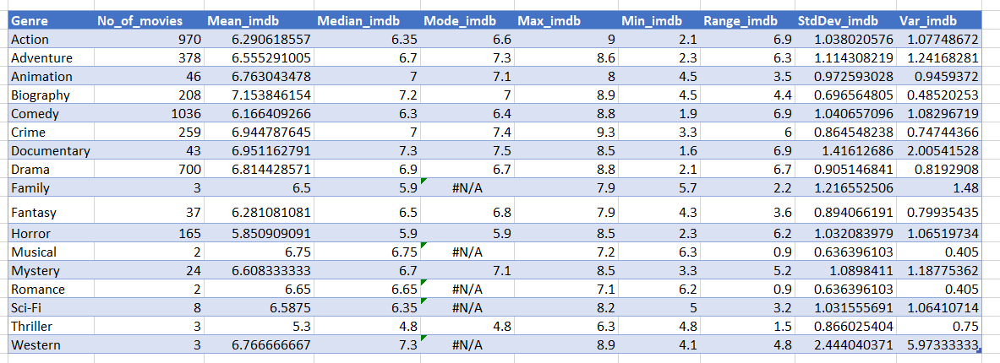 Genre No_of_movies Mean_imdb Median_imdb Mode_imdb Max_imdb Min_imdb Range_imdb StdDev_imdb Var_imdb
Action 970 6.290618557 6.35 6.6 9 2.1 6.9 1.038020576 1.07748672
Adventure 378 6.555291005 6.7 7.3 8.6 2.3 6.3 1.114308219 1.24168281
Animation 46 6.763043478 7 7.1 8 4.5 3.5 0.972593028 0.9459372
Biography 208 7.153846154 7.2 7 8.9 4.5 4.4 0.696564805 0.48520253
Comedy 1036 6.166409266 6.3 6.4 8.8 1.9 6.9 1.040657096 1.08296719
Crime 259 6.944787645 7 7.4 9.3 3.3 6 0.864548238 0.74744366
Documentary 43 6.951162791 7.3 7.5 8.5 1.6 6.9 1.41612686 2.00541528
Drama 700 6.814428571 6.9 6.7 8.8 2.1 6.7 0.905146841 0.8192908
Family 3 6.5 5.9 #N/A 7.9 5.7 2.2 1.216552506 1.48
Fantasy 37 6.281081081 6.5 6.8 7.9 4.3 3.6 0.894066191 0.79935435
Horror 165 5.850909091 5.9 5.9 8.5 2.3 6.2 1.032083979 1.06519734
Musical 2 6.75 6.75 #N/A 7.2 6.3 0.9 0.636396103 0.405
Mystery 24 6.608333333 6.7 7.1 8.5 3.3 5.2 1.0898411 1.18775362
Romance 2 6.65 6.65 #N/A 7.1 6.2 0.9 0.636396103 0.405
Sci-Fi 8 6.5875 6.35 #N/A 8.2 5 3.2 1.031555691 1.06410714
Thriller 3 5.3 4.8 4.8 6.3 4.8 1.5 0.866025404 0.75
Western 3 6.766666667 7.3 #N/A 8.9 4.1 4.8 2.444040371 5.97333333